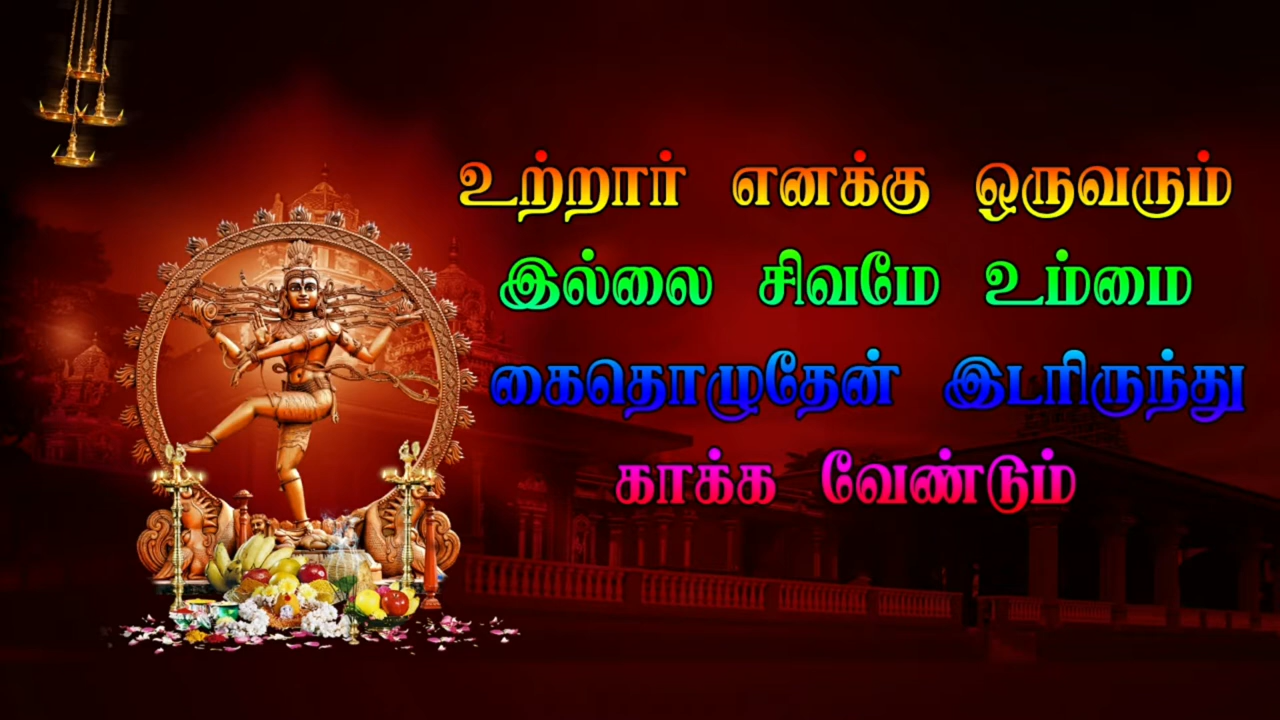 உற்றார் எனக்கு ஒருவரும்
இல்லை சிவமே உம்மை
கைதொழுதேன் இடரிருந்து
காக்க வேண்டும்